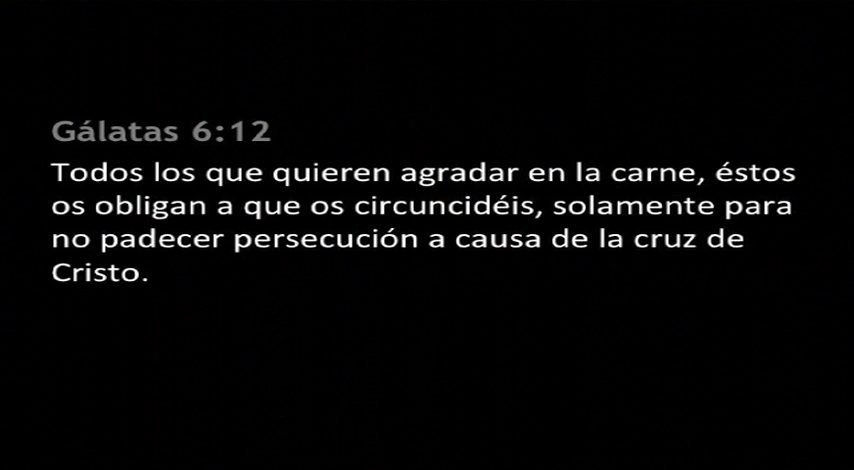 Gálatas 6:12
Todos los que quieren agradar en la carne, éstos
os obligan a que os circuncidéis, solamente para
no padecer persecución a causa de la cruz de
Cristo.